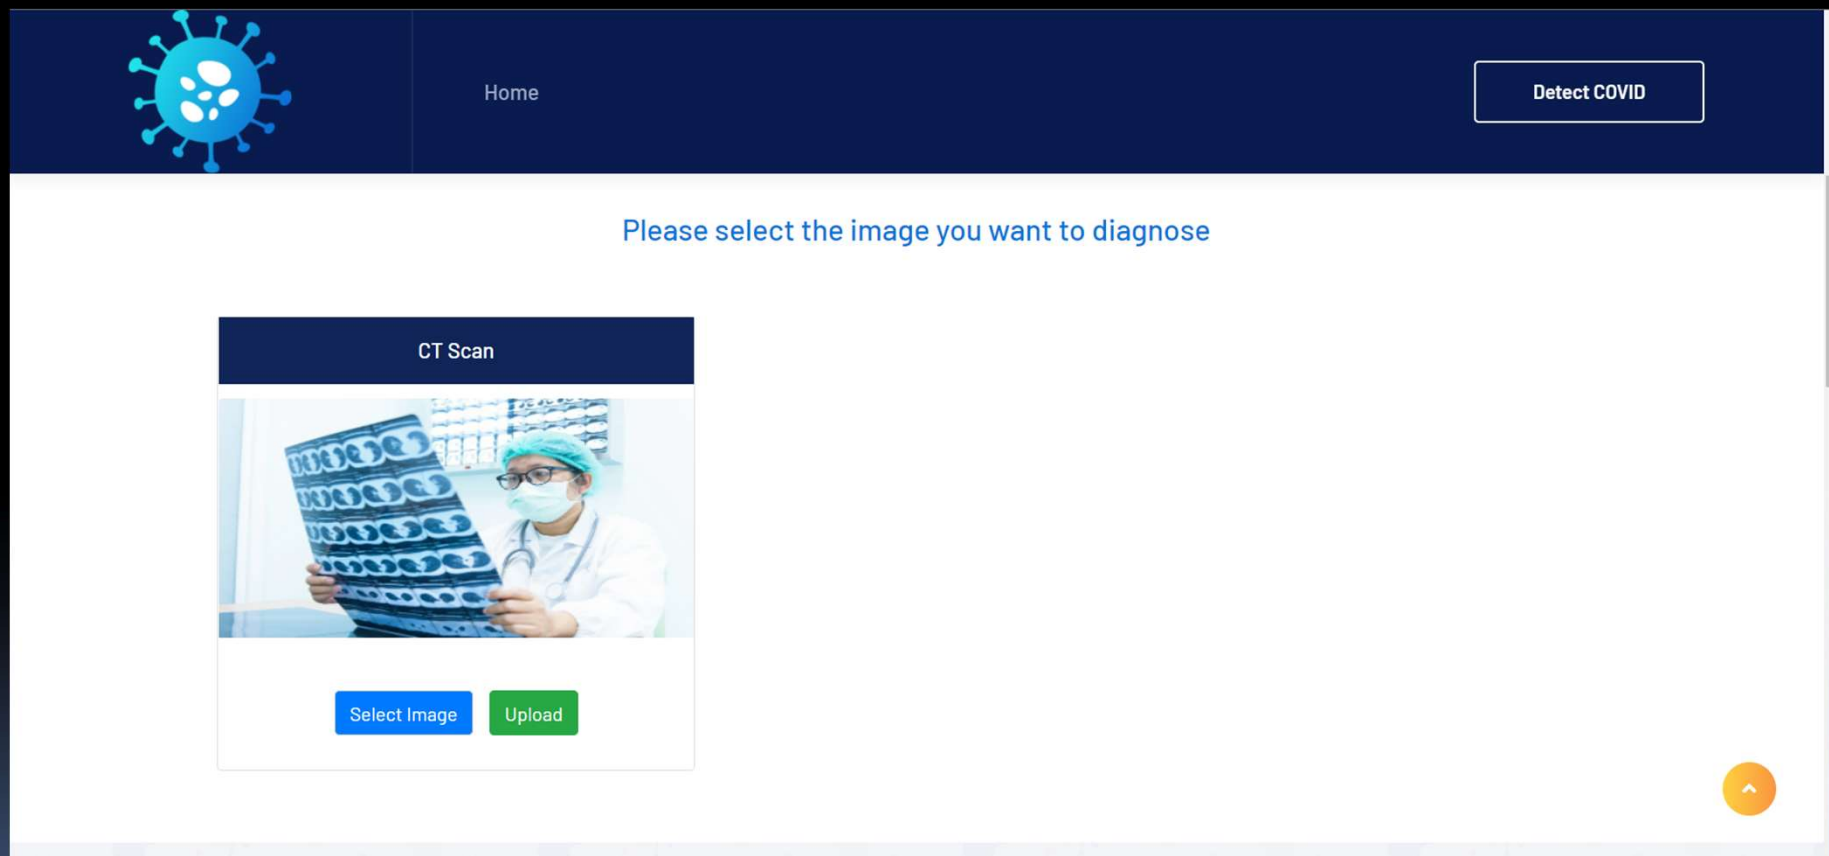 Home
Detect COVID
Please select the image you want to diagnose
CT Scan
Select Image
Upload